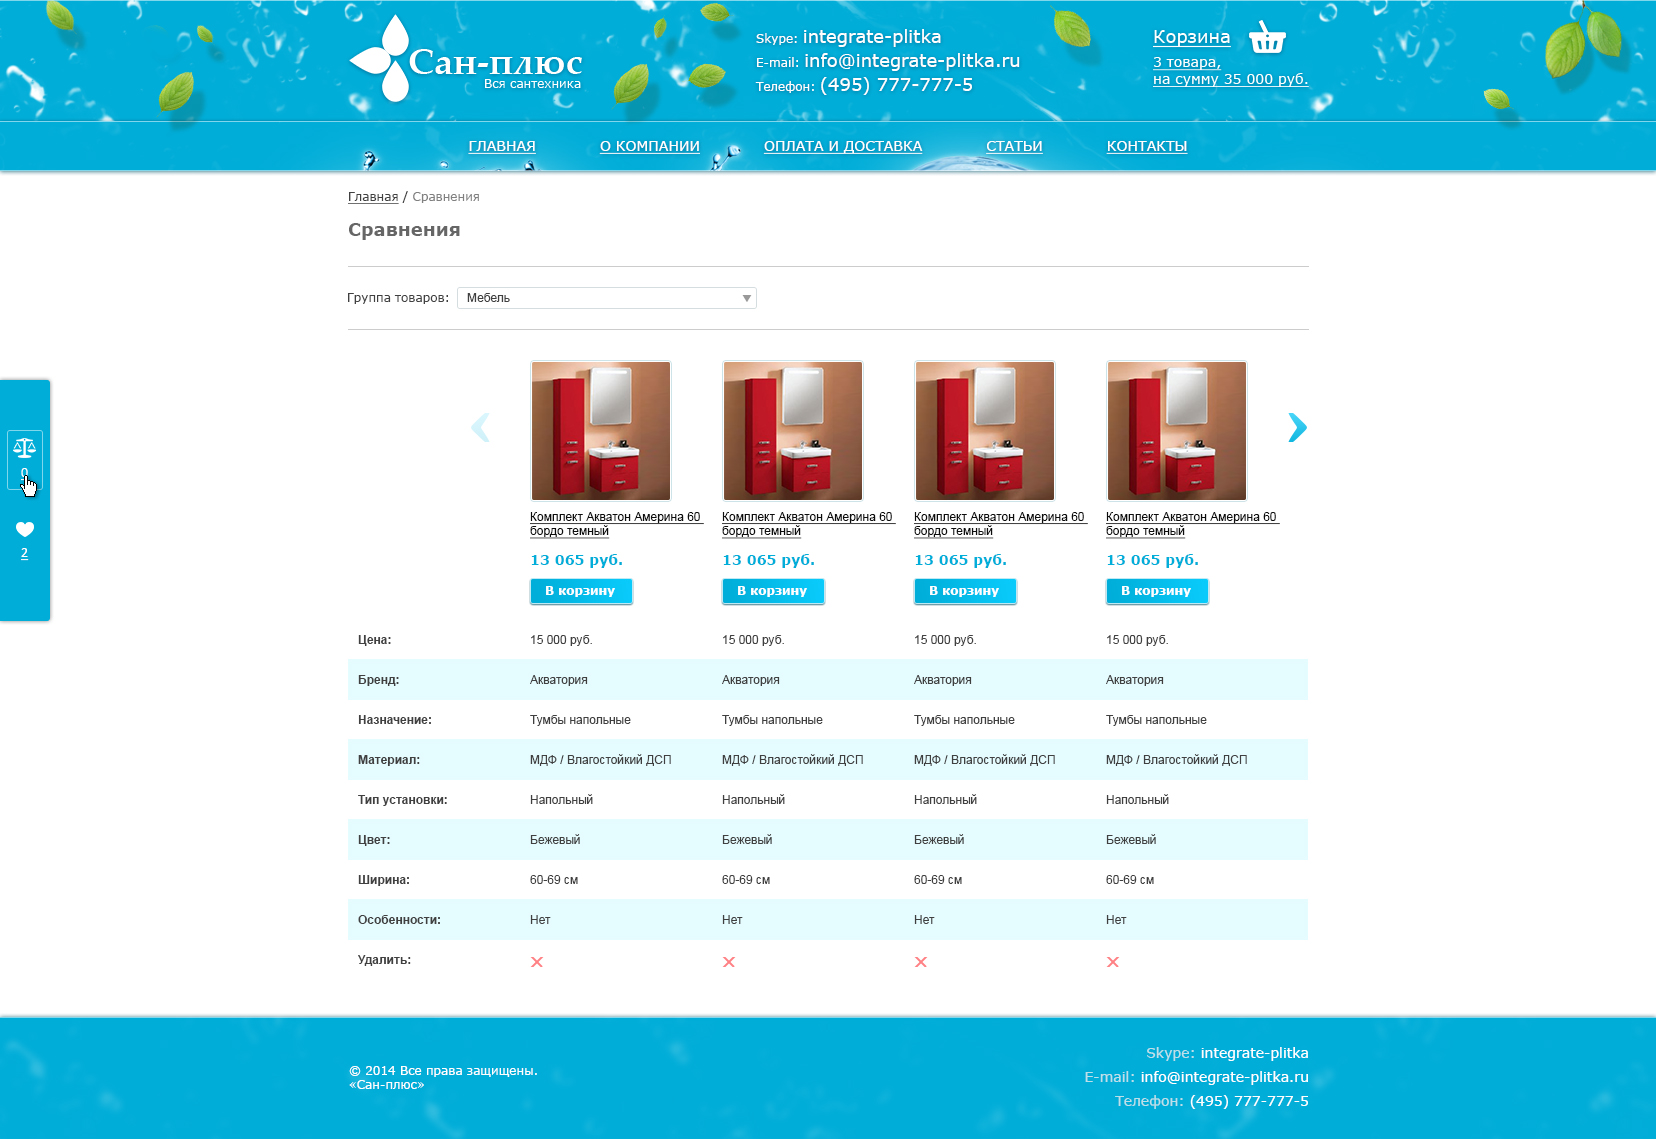 Сан-плюс
Вся сантехника
Skype: integrate-plitka
E-mail: info@integrate-plitka.ru
Телефон: (495) 777-777-5
Корзина
3 товара,
на сумму 35 000 руб.
ГЛАВНАЯ О КОМПАНИИ ОПЛАТА И ДОСТАВКА СТАТЬИ КОНТАКТЫ
Главная / Сравнения
Сравнения
Группа товаров: Мебель
2
Комплект Акватон Америна 60 Комплект Акватон Америна 60 Комплект Акватон Америна 60 Комплект Акватон Америна 60
бордо темный бордо темный бордо темный бордо темный
13 065 руб. 13 065 руб. 13 065 руб. 13 065 руб.
В корзину В корзину В корзину В корзину
Цена: 15 000 руб. 15 000 руб. 15 000 руб. 15 000 руб.
Бренд: Акватория Акватория Акватория Акватория
Назначение: Тумбы напольные Тумбы напольные Тумбы напольные Тумбы напольные
Материал: МДФ / Влагостойкий ДСП МДФ / Влагостойкий ДСП МДФ / Влагостойкий ДСП МДФ / Влагостойкий ДСП
Тип установки: Напольный Напольный Напольный Напольный
Цвет: Бежевый Бежевый Бежевый Бежевый
Ширина: 60-69 см 60-69 см 60-69 см 60-69 см
Особенности: Нет Нет Нет Нет
Удалить:
© 2014 Все права защищены.
«Сан-плюс»
Skype: integrate-plitka
E-mail: info@integrate-plitka.ru
Телефон: (495) 777-777-5